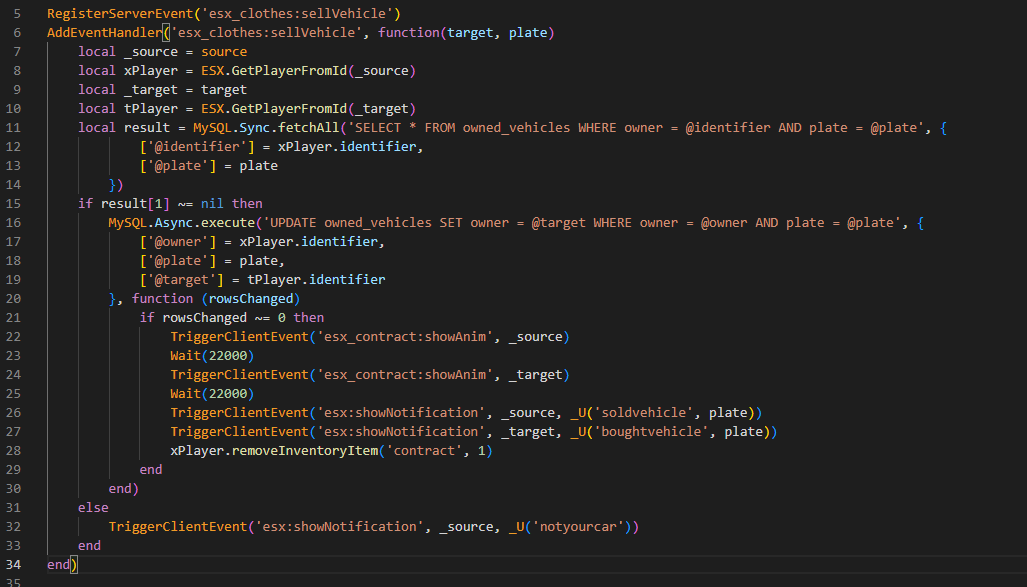 5 RegisterServerEvent('esx_clothes:sellVehicle')
6 AddEventHandler('esx_clothes:sellVehicle', function(target, plate)
7     local _source = source
8     local xPlayer = ESX.GetPlayerFromId(_source)
9     local _target = target
10     local tPlayer = ESX.GetPlayerFromId(_target)
11     local result = MySQL.Sync.fetchAll('SELECT * FROM owned_vehicles WHERE owner = @identifier AND plate = @plate', {
12             ['@identifier'] = xPlayer.identifier,
13             ['@plate'] = plate
14         })
15     if result[1] ~= nil then
16         MySQL.Async.execute('UPDATE owned_vehicles SET owner = @target WHERE owner = @owner AND plate = @plate', {
17             ['@owner'] = xPlayer.identifier,
18             ['@plate'] = plate,
19             ['@target'] = tPlayer.identifier
20         }, function (rowsChanged)
21             if rowsChanged ~= 0 then
22                 TriggerClientEvent('esx_contract:showAnim', _source)
23                 Wait(22000)
24                 TriggerClientEvent('esx_contract:showAnim', _target)
25                 Wait(22000)
26                 TriggerClientEvent('esx:showNotification', _source, _U('soldvehicle', plate))
27                 TriggerClientEvent('esx:showNotification', _target, _U('boughtvehicle', plate))
28                 xPlayer.removeInventoryItem('contract', 1)
29             end
30         end)
31     else
32         TriggerClientEvent('esx:showNotification', _source, _U('notyourcar'))
33     end
34 end)
35